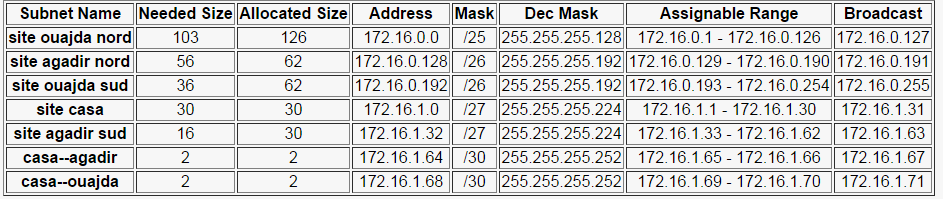 Subnet Name Needed Size Allocated Size Address Mask Dec Mask Assignable Range Broadcast
site ouajda nord 103 126 172.16.0.0 /25 255.255.255.128 172.16.0.1 - 172.16.0.126 172.16.0.127
site agadir nord 56 62 172.16.0.128 /26 255.255.255.192 172.16.0.129 - 172.16.0.190 172.16.0.191
site ouajda sud 36 62 172.16.0.192 /26 255.255.255.192 172.16.0.193 - 172.16.0.254 172.16.0.255
site casa 30 30 172.16.1.0 /27 255.255.255.224 172.16.1.1 - 172.16.1.30 172.16.1.31
site agadir sud 16 30 172.16.1.32 /27 255.255.255.224 172.16.1.33 - 172.16.1.62 172.16.1.63
casa--agadir 2 2 172.16.1.64 /30 255.255.255.252 172.16.1.65 - 172.16.1.66 172.16.1.67
casa--ouajda 2 2 172.16.1.68 /30 255.255.255.252 172.16.1.69 - 172.16.1.70 172.16.1.71